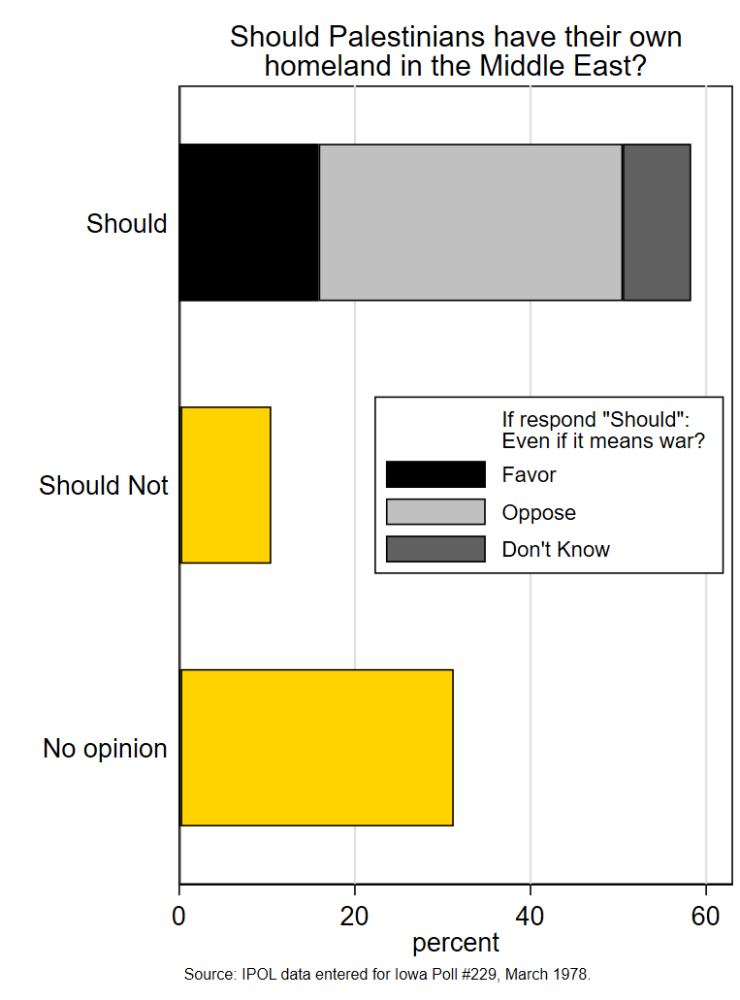 Should Palestinians have their own
homeland in the Middle East?
Should
Should Not
No opinion
If respond "Should":
Even if it means war?
Favor
Oppose
Don't Know
0 20 40 60
percent
Source: IPOL data entered for Iowa Poll #229, March 1978.